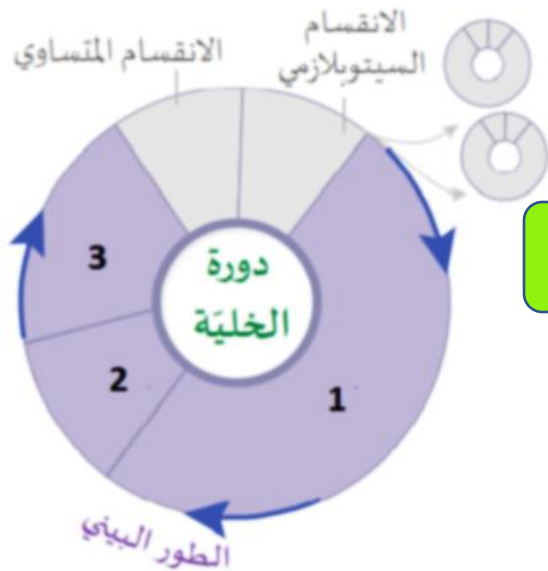 الانقسام
السيتوبلازمي
الانقسام المتساوي
3
دورة
الخليّة
2
1
الطور البيني